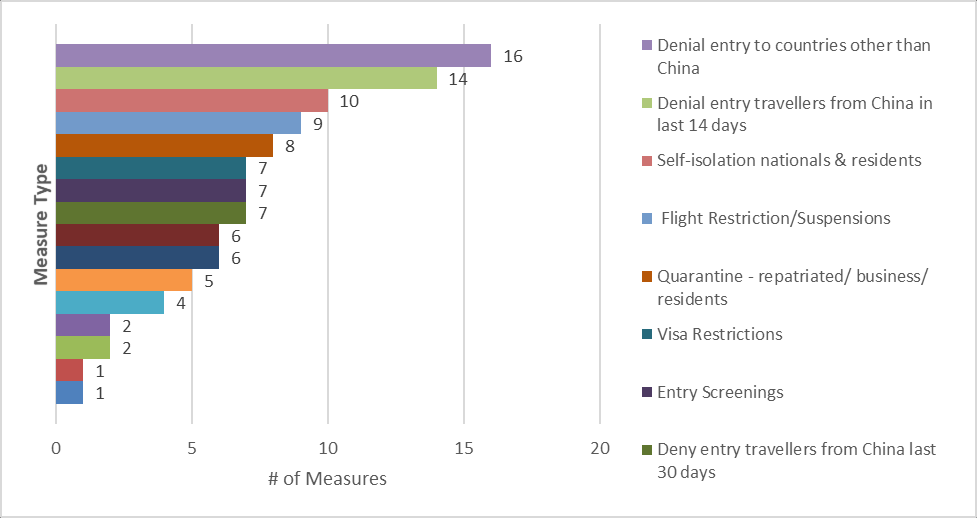 Measure Type
16
14
10
9
8
7
7
7
6
6
5
4
2
2
1
1
0 5 10 15 20
# of Measures
Denial entry to countries other than
China
Denial entry travellers from China in
last 14 days
Self-isolation nationals & residents
Flight Restriction/Suspensions
Quarantine - repatriated/ business/
residents
Visa Restrictions
Entry Screenings
Deny entry travellers from China last
30 days